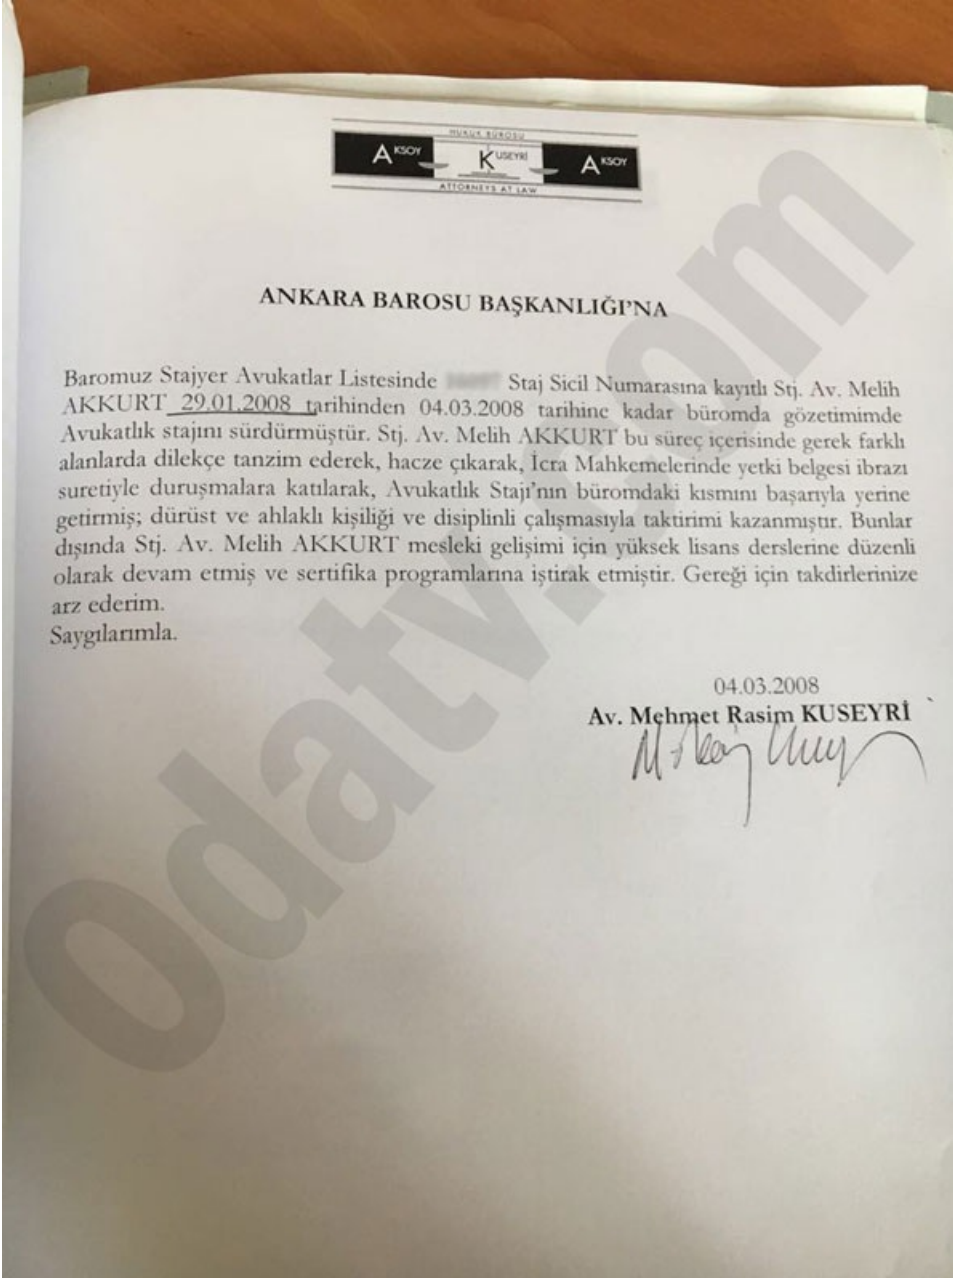 HUKUK BÜROSU
AKSOY KUSEYRİ AKSOY
ATTORNEYS AT LAW
ANKARA BAROSU BAŞKANLIĞI'NA
Baromuz Stajyer Avukatlar Listesinde Staj Sicil Numarasına kayıtlı Stj. Av. Melih
AKKURT 29.01.2008 tarihinden 04.03.2008 tarihine kadar büromda gözetimimde
Avukatlık stajını sürdürmüştür. Stj. Av. Melih AKKURT bu süreç içerisinde gerek farklı
alanlarda dilekçe tanzim ederek, hacze çıkarak, İcra Mahkemelerinde yetki belgesi ibrazı
suretiyle duruşmalara katılarak, Avukatlık Stajı'nın büromdaki kısmını başarıyla yerine
getirmiş; dürüst ve ahlaklı kişiliği ve disiplinli çalışmasıyla taktirimi kazanmıştır. Bunlar
dışında Stj. Av. Melih AKKURT mesleki gelişimi için yüksek lisans derslerine düzenli
olarak devam etmiş ve sertifika programlarına iştirak etmiştir. Gereği için takdirlerinize
arz ederim.
Saygılarımla.
04.03.2008
Av. Mehmet Rasim KUSEYRİ
Odatv.com